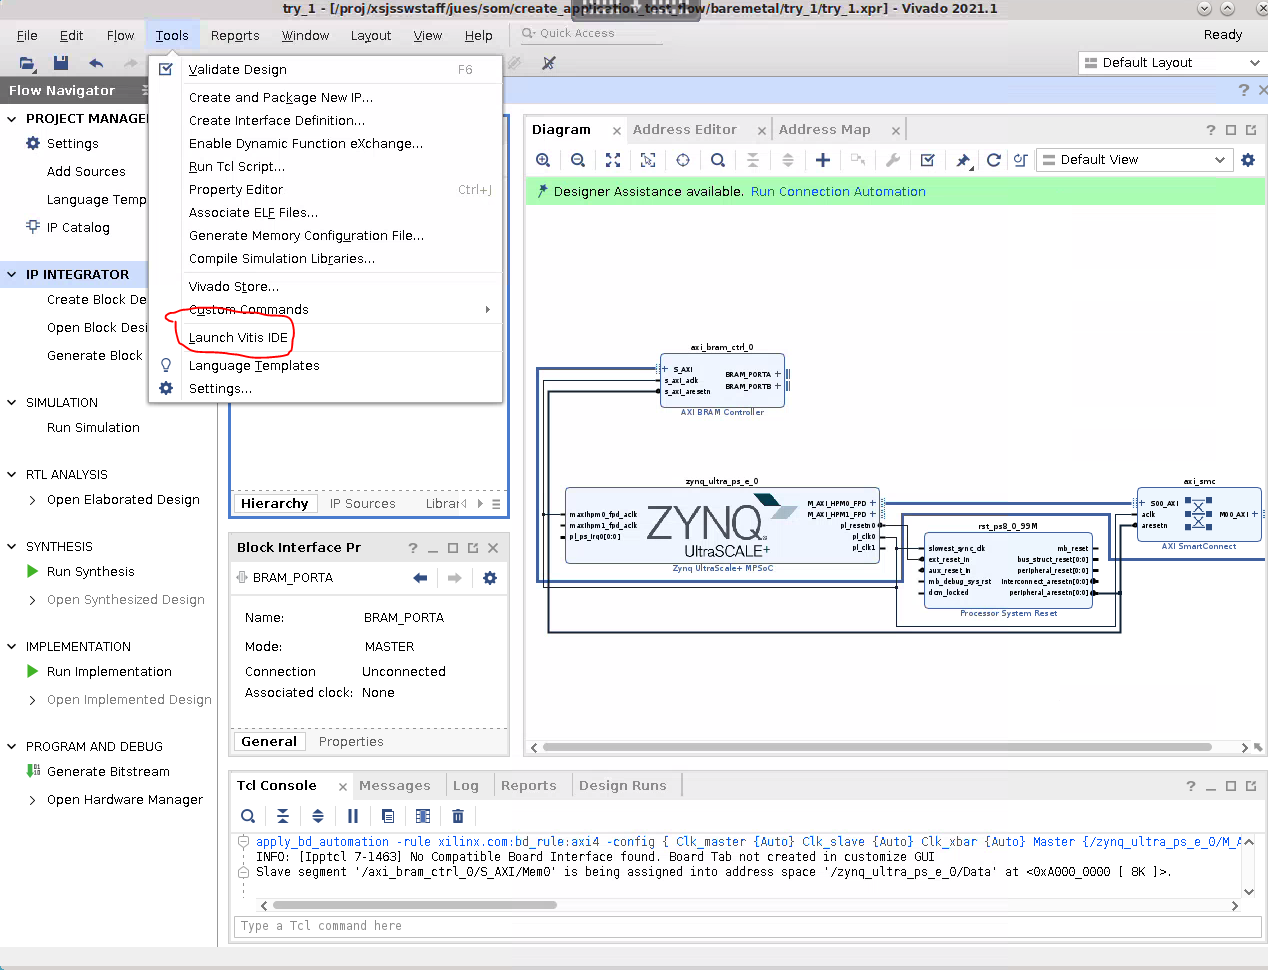 try_1 - [/proj/xsjsswstaff/jues/som/create_application_test_flow/baremetal/try_1/try_1.xpr] - Vivado 2021.1
File Edit Flow Tools Reports Window Layout View Help Quick Access Ready
Default Layout
Flow Navigator
PROJECT MANAGE
Settings
Add Sources
Language Temp
IP Catalog
IP INTEGRATOR
Create Block De
Open Block Desi
Generate Block
SIMULATION
Run Simulation
RTL ANALYSIS
Open Elaborated Design
SYNTHESIS
Run Synthesis
Open Synthesized Design
IMPLEMENTATION
Run Implementation
Open Implemented Design
PROGRAM AND DEBUG
Generate Bitstream
Open Hardware Manager
Validate Design F6
Create and Package New IP...
Create Interface Definition...
Enable Dynamic Function eXchange...
Run Tcl Script...
Property Editor Ctrl+J
Associate ELF Files...
Generate Memory Configuration File...
Compile Simulation Libraries...
Vivado Store...
Custom Commands
Launch Vitis IDE
Language Templates
Settings...
Hierarchy IP Sources Librar
Block Interface Pr
BRAM_PORTA
Name: BRAM_PORTA
Mode: MASTER
Connection Unconnected
Associated clock: None
General Properties
Diagram Address Editor Address Map
Default View
Designer Assistance available. Run Connection Automation
axi_bram_ctrl_0
S_AXI
s_axi_aclk
s_axi_aresetn
BRAM_PORTA
BRAM_PORTB
AXI BRAM Controller
zynq_ultra_ps_e_0
maxihpm0_fpd_aclk
maxihpm1_fpd_aclk
pl_ps_irq0[0:0]
ZYNQ
UltraSCALE+
M_AXI_HPM0_FPD
M_AXI_HPM1_FPD
pl_resetn0
pl_clk0
pl_clk1
Zynq UltraScale+ MPSoC
rst_ps8_0_99M
slowest_sync_clk
ext_reset_in
aux_reset_in
mb_debug_sys_rst
dcm_locked
mb_reset
bus_struct_reset[0:0]
peripheral_reset[0:0]
interconnect_aresetn[0:0]
peripheral_aresetn[0:0]
Processor System Reset
axi_smc
S00_AXI
aclk
aresetn
M00_AXI
AXI SmartConnect
Tcl Console Messages Log Reports Design Runs
apply_bd_automation -rule xilinx.com:bd_rule:axi4 -config { Clk_master {Auto} Clk_slave {Auto} Clk_xbar {Auto} Master {/zynq_ultra_ps_e_0/M_A
INFO: [Ipptcl 7-1463] No Compatible Board Interface found. Board Tab not created in customize GUI
Slave segment '/axi_bram_ctrl_0/S_AXI/Mem0' is being assigned into address space '/zynq_ultra_ps_e_0/Data' at <0xA000_0000 [ 8K ]>.
Type a Tcl command here